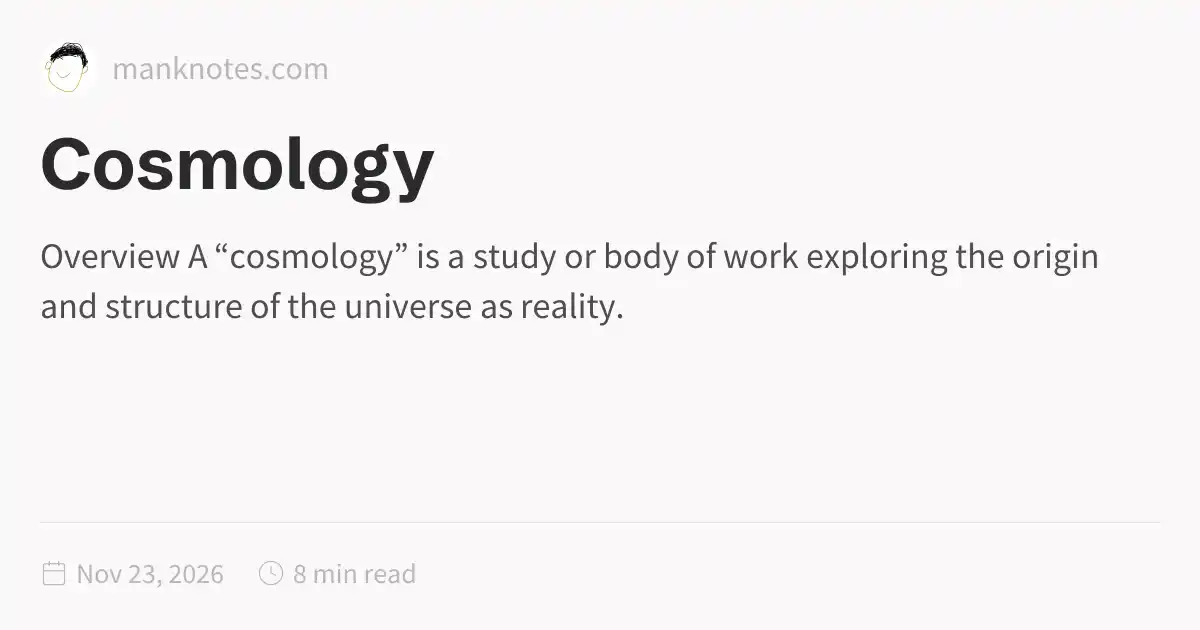 manknotes.com
Cosmology
Overview A “cosmology” is a study or body of work exploring the origin
and structure of the universe as reality.
Nov 23, 2026 8 min read